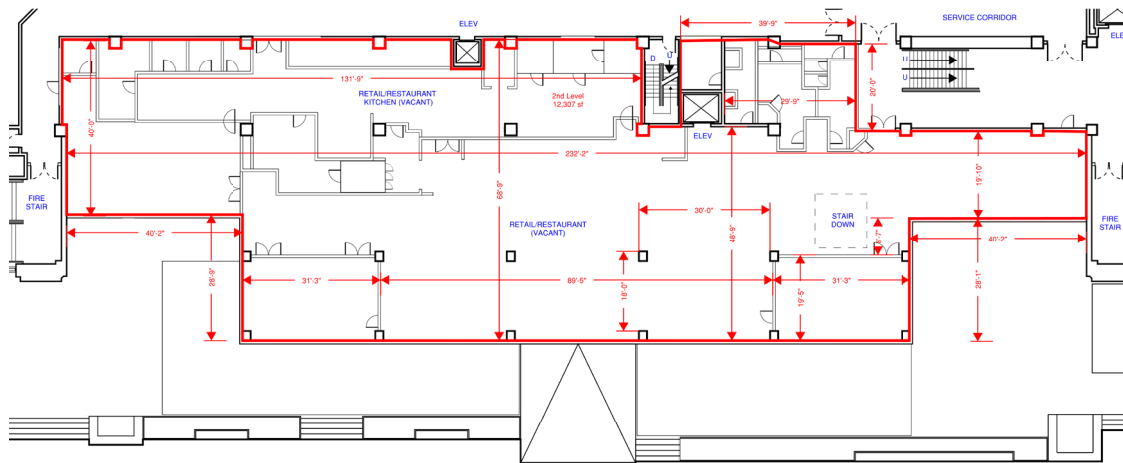 ELEV
39'-9"
SERVICE CORRIDOR
ELE
D
U
U
U
131'-9"
RETAIL/RESTAURANT
KITCHEN (VACANT)
2nd Level
12,307 sf
29'-9"
20'-0"
40'-0"
ELEV
232'-2"
68'-9"
48'-9"
19'-10"
FIRE
STAIR
30'-0"
STAIR
DOWN
FIRE
STAIR
RETAIL/RESTAURANT
(VACANT)
40'-2"
40'-2"
28'-9"
31'-3"
89'-5"
18'-0"
31'-3"
19'-5"
28'-1"